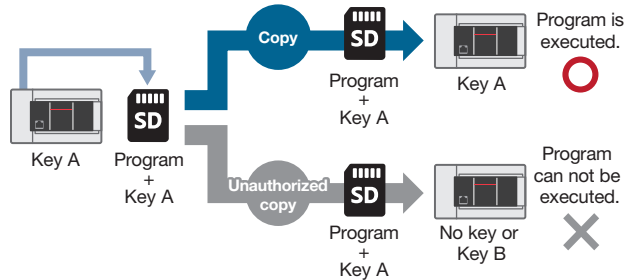 Key A
SD
Program
+
Key A
Copy
SD
Program
+
Key A
Key A
Program is
executed.
Unauthorized
copy
SD
Program
+
Key A
No key or
Key B
Program
can not be
executed.